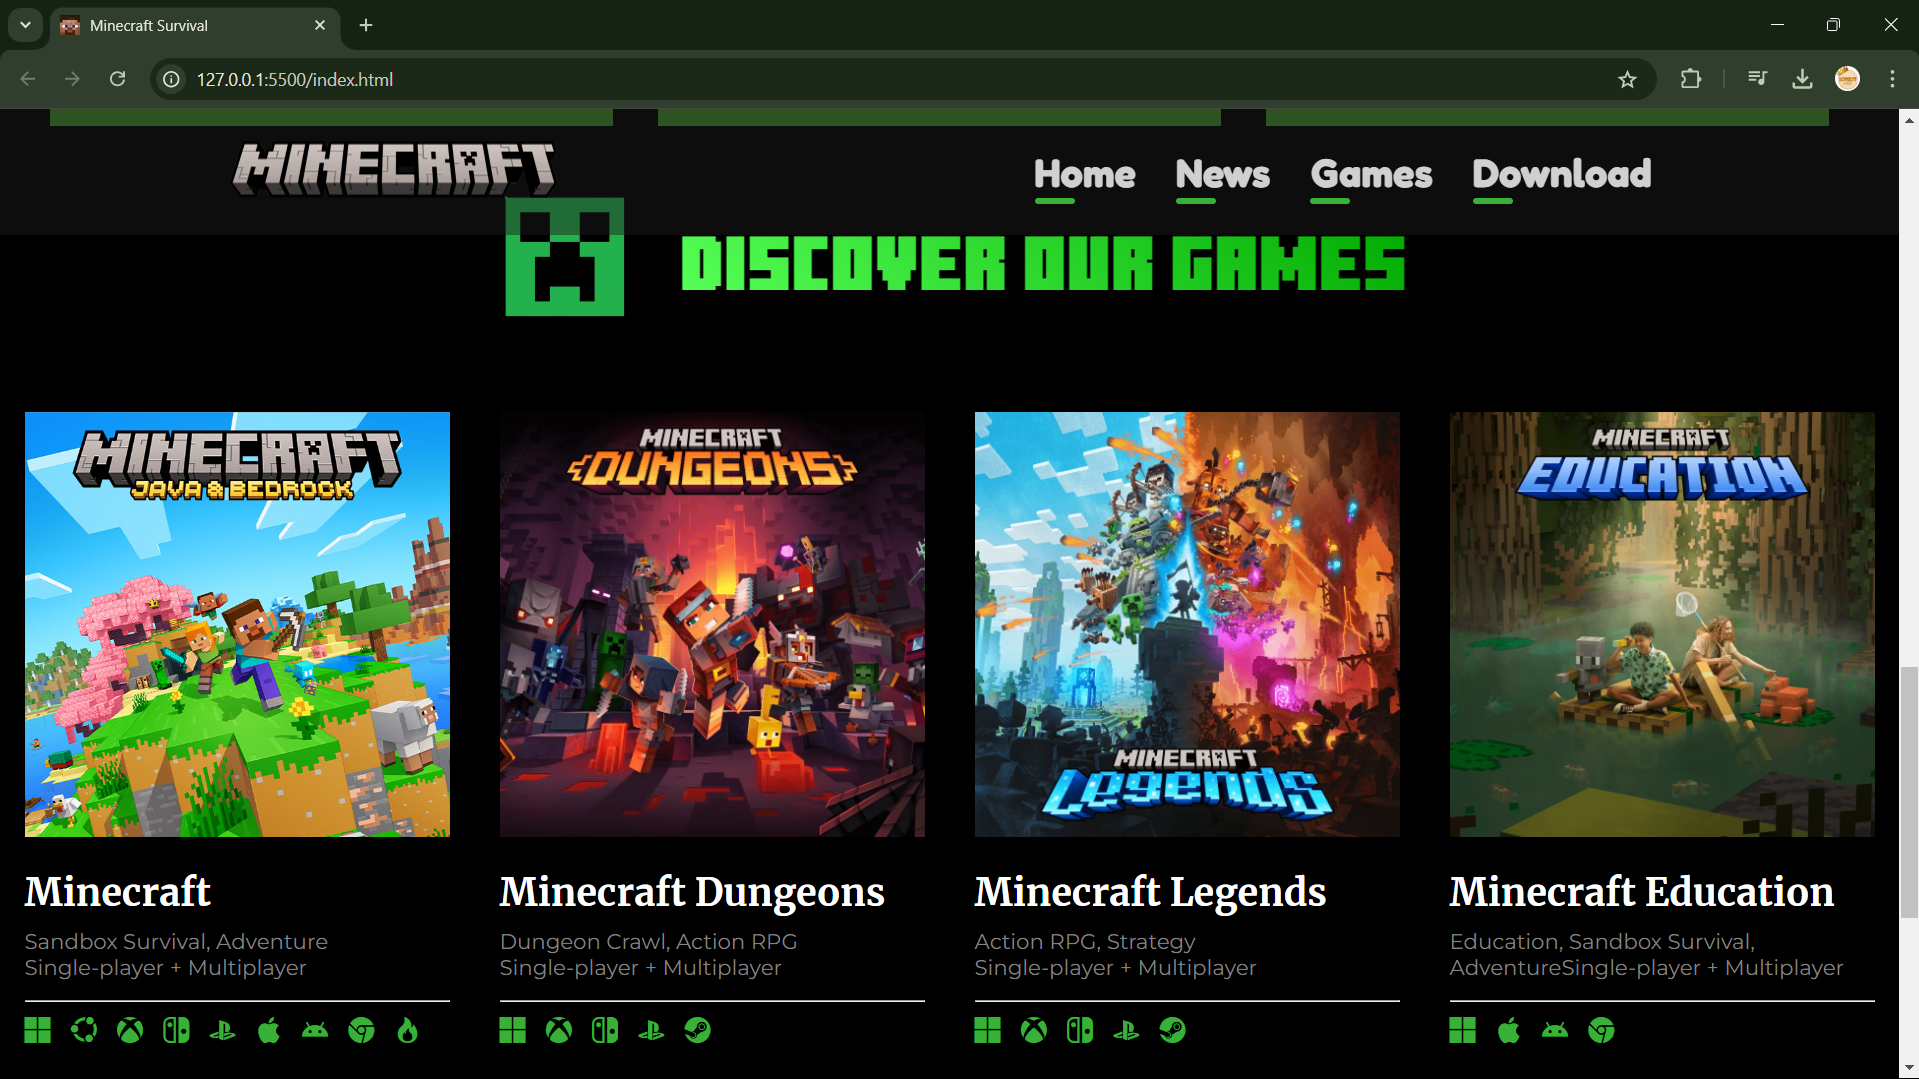 Minecraft Survival
127.0.0.1:5500/index.html
MINECRAFT
Home News Games Download
DISCOVER OUR GAMES
MINECRAFT
JAVA & BEDROCK
MINECRAFT
DUNGEONS
MINECRAFT
Legends
MINECRAFT
EDUCATION
Minecraft
Sandbox Survival, Adventure
Single-player + Multiplayer
Minecraft Dungeons
Dungeon Crawl, Action RPG
Single-player + Multiplayer
Minecraft Legends
Action RPG, Strategy
Single-player + Multiplayer
Minecraft Education
Education, Sandbox Survival,
AdventureSingle-player + Multiplayer